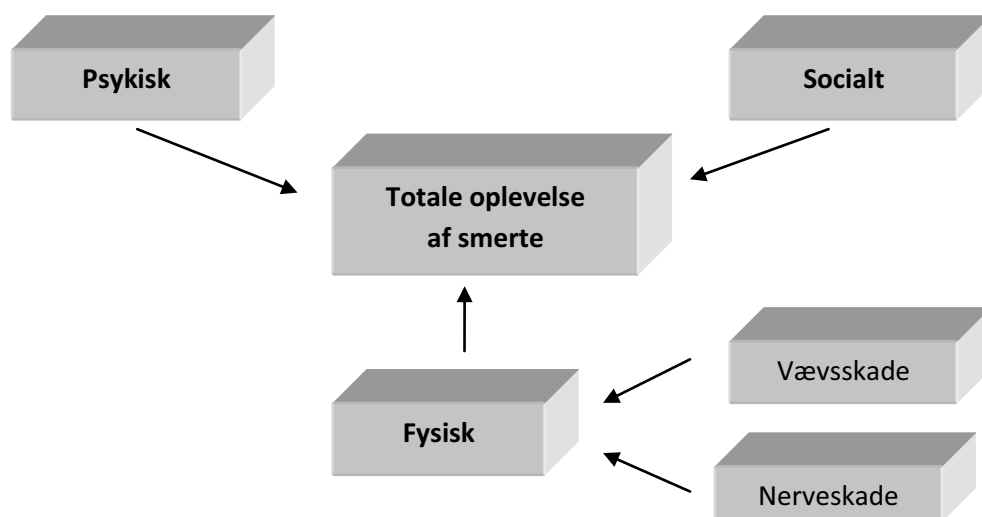 Psykisk
Socialt
Totale oplevelse
af smerte
Vævsskade
Fysisk
Nerveskade